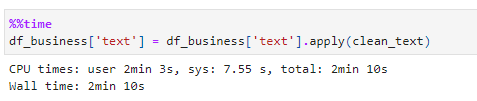 %%time
df_business['text'] = df_business['text'].apply(clean_text)
CPU times: user 2min 3s, sys: 7.55 s, total: 2min 10s
Wall time: 2min 10s